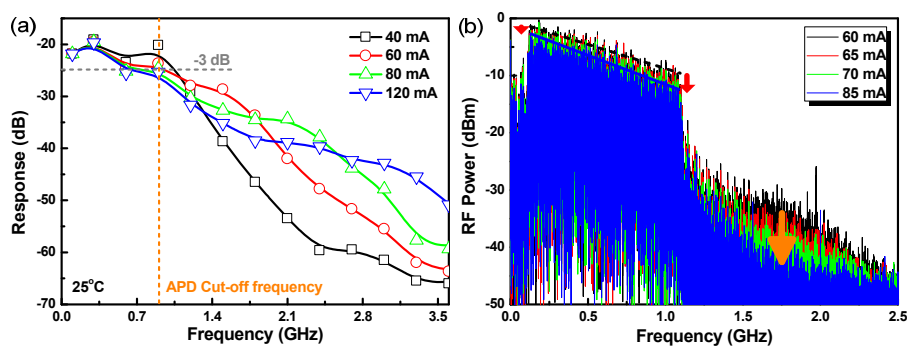 (a)
-20
-30
-40
-50
-60
-70
Response (dB)
-3 dB
40 mA
60 mA
80 mA
120 mA
25°C
APD Cut-off frequency
0.0 0.7 1.4 2.1 2.8 3.5
Frequency (GHz)
(b)
0
-10
-20
-30
-40
-50
RF Power (dBm)
60 mA
65 mA
70 mA
85 mA
0.0 0.5 1.0 1.5 2.0 2.5
Frequency (GHz)